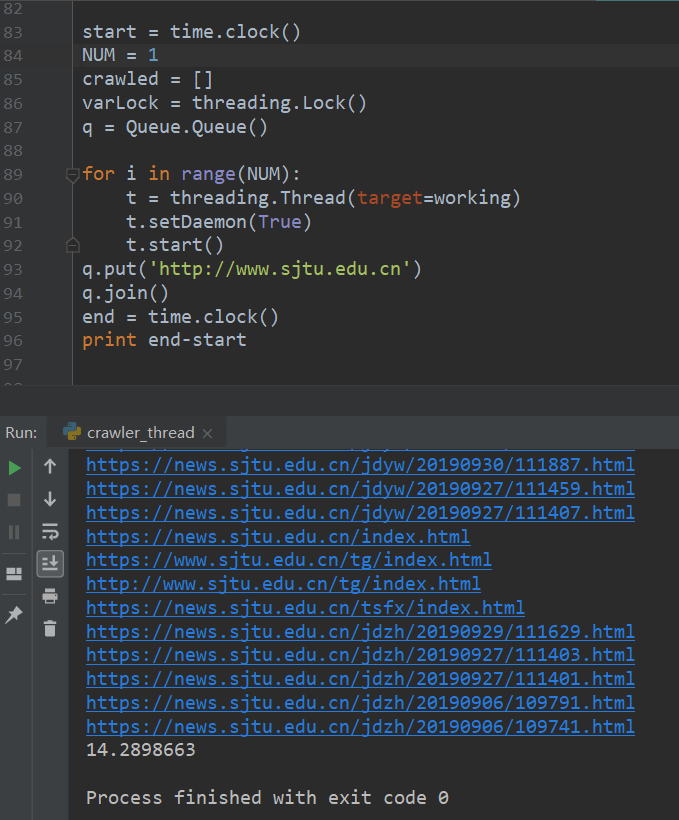 82
83 start = time.clock()
84 NUM = 1
85 crawled = []
86 varLock = threading.Lock()
87 q = Queue.Queue()
88
89 for i in range(NUM):
90     t = threading.Thread(target=working)
91     t.setDaemon(True)
92     t.start()
93 q.put('http://www.sjtu.edu.cn')
94 q.join()
95 end = time.clock()
96 print end-start
97
Run: crawler_thread ×
https://news.sjtu.edu.cn/jdyw/20190930/111887.html
https://news.sjtu.edu.cn/jdyw/20190927/111459.html
https://news.sjtu.edu.cn/jdyw/20190927/111407.html
https://news.sjtu.edu.cn/index.html
https://www.sjtu.edu.cn/tg/index.html
http://www.sjtu.edu.cn/tg/index.html
https://news.sjtu.edu.cn/tsfx/index.html
https://news.sjtu.edu.cn/jdzh/20190929/111629.html
https://news.sjtu.edu.cn/jdzh/20190927/111403.html
https://news.sjtu.edu.cn/jdzh/20190927/111401.html
https://news.sjtu.edu.cn/jdzh/20190906/109791.html
https://news.sjtu.edu.cn/jdzh/20190906/109741.html
14.2898663
Process finished with exit code 0